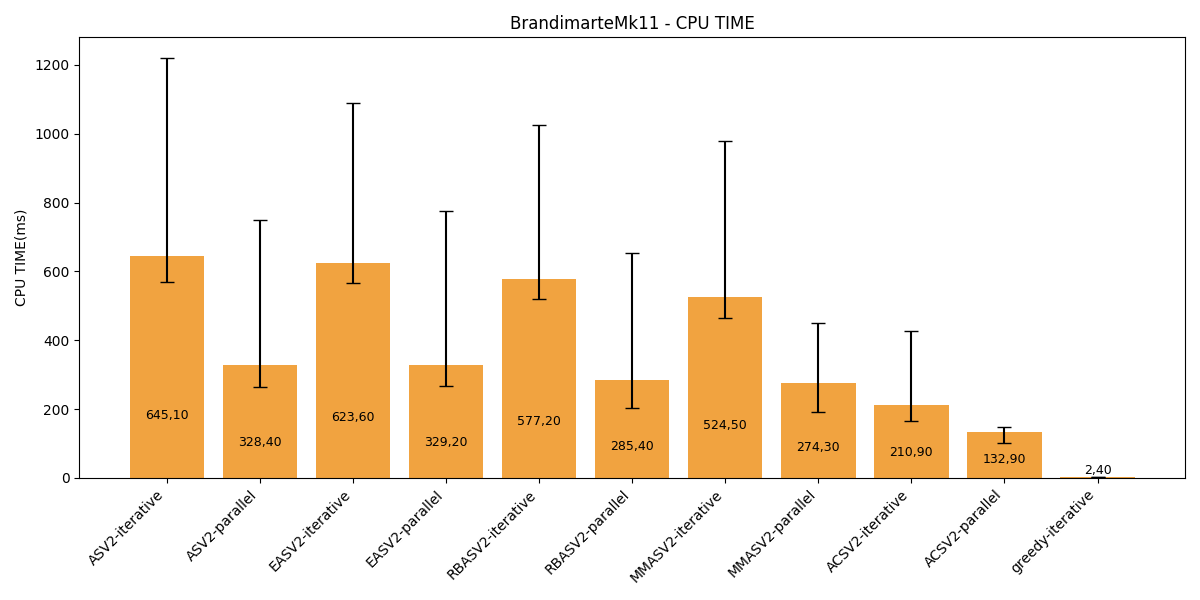 BrandimarteMk11 - CPU TIME
CPU TIME(ms)
1200
1000
800
600
400
200
0
645,10
328,40
623,60
329,20
577,20
285,40
524,50
274,30
210,90
132,90
2,40
ASV2-iterative
ASV2-parallel
EASV2-iterative
EASV2-parallel
RBASV2-iterative
RBASV2-parallel
MMASV2-iterative
MMASV2-parallel
ACSV2-iterative
ACSV2-parallel
greedy-iterative